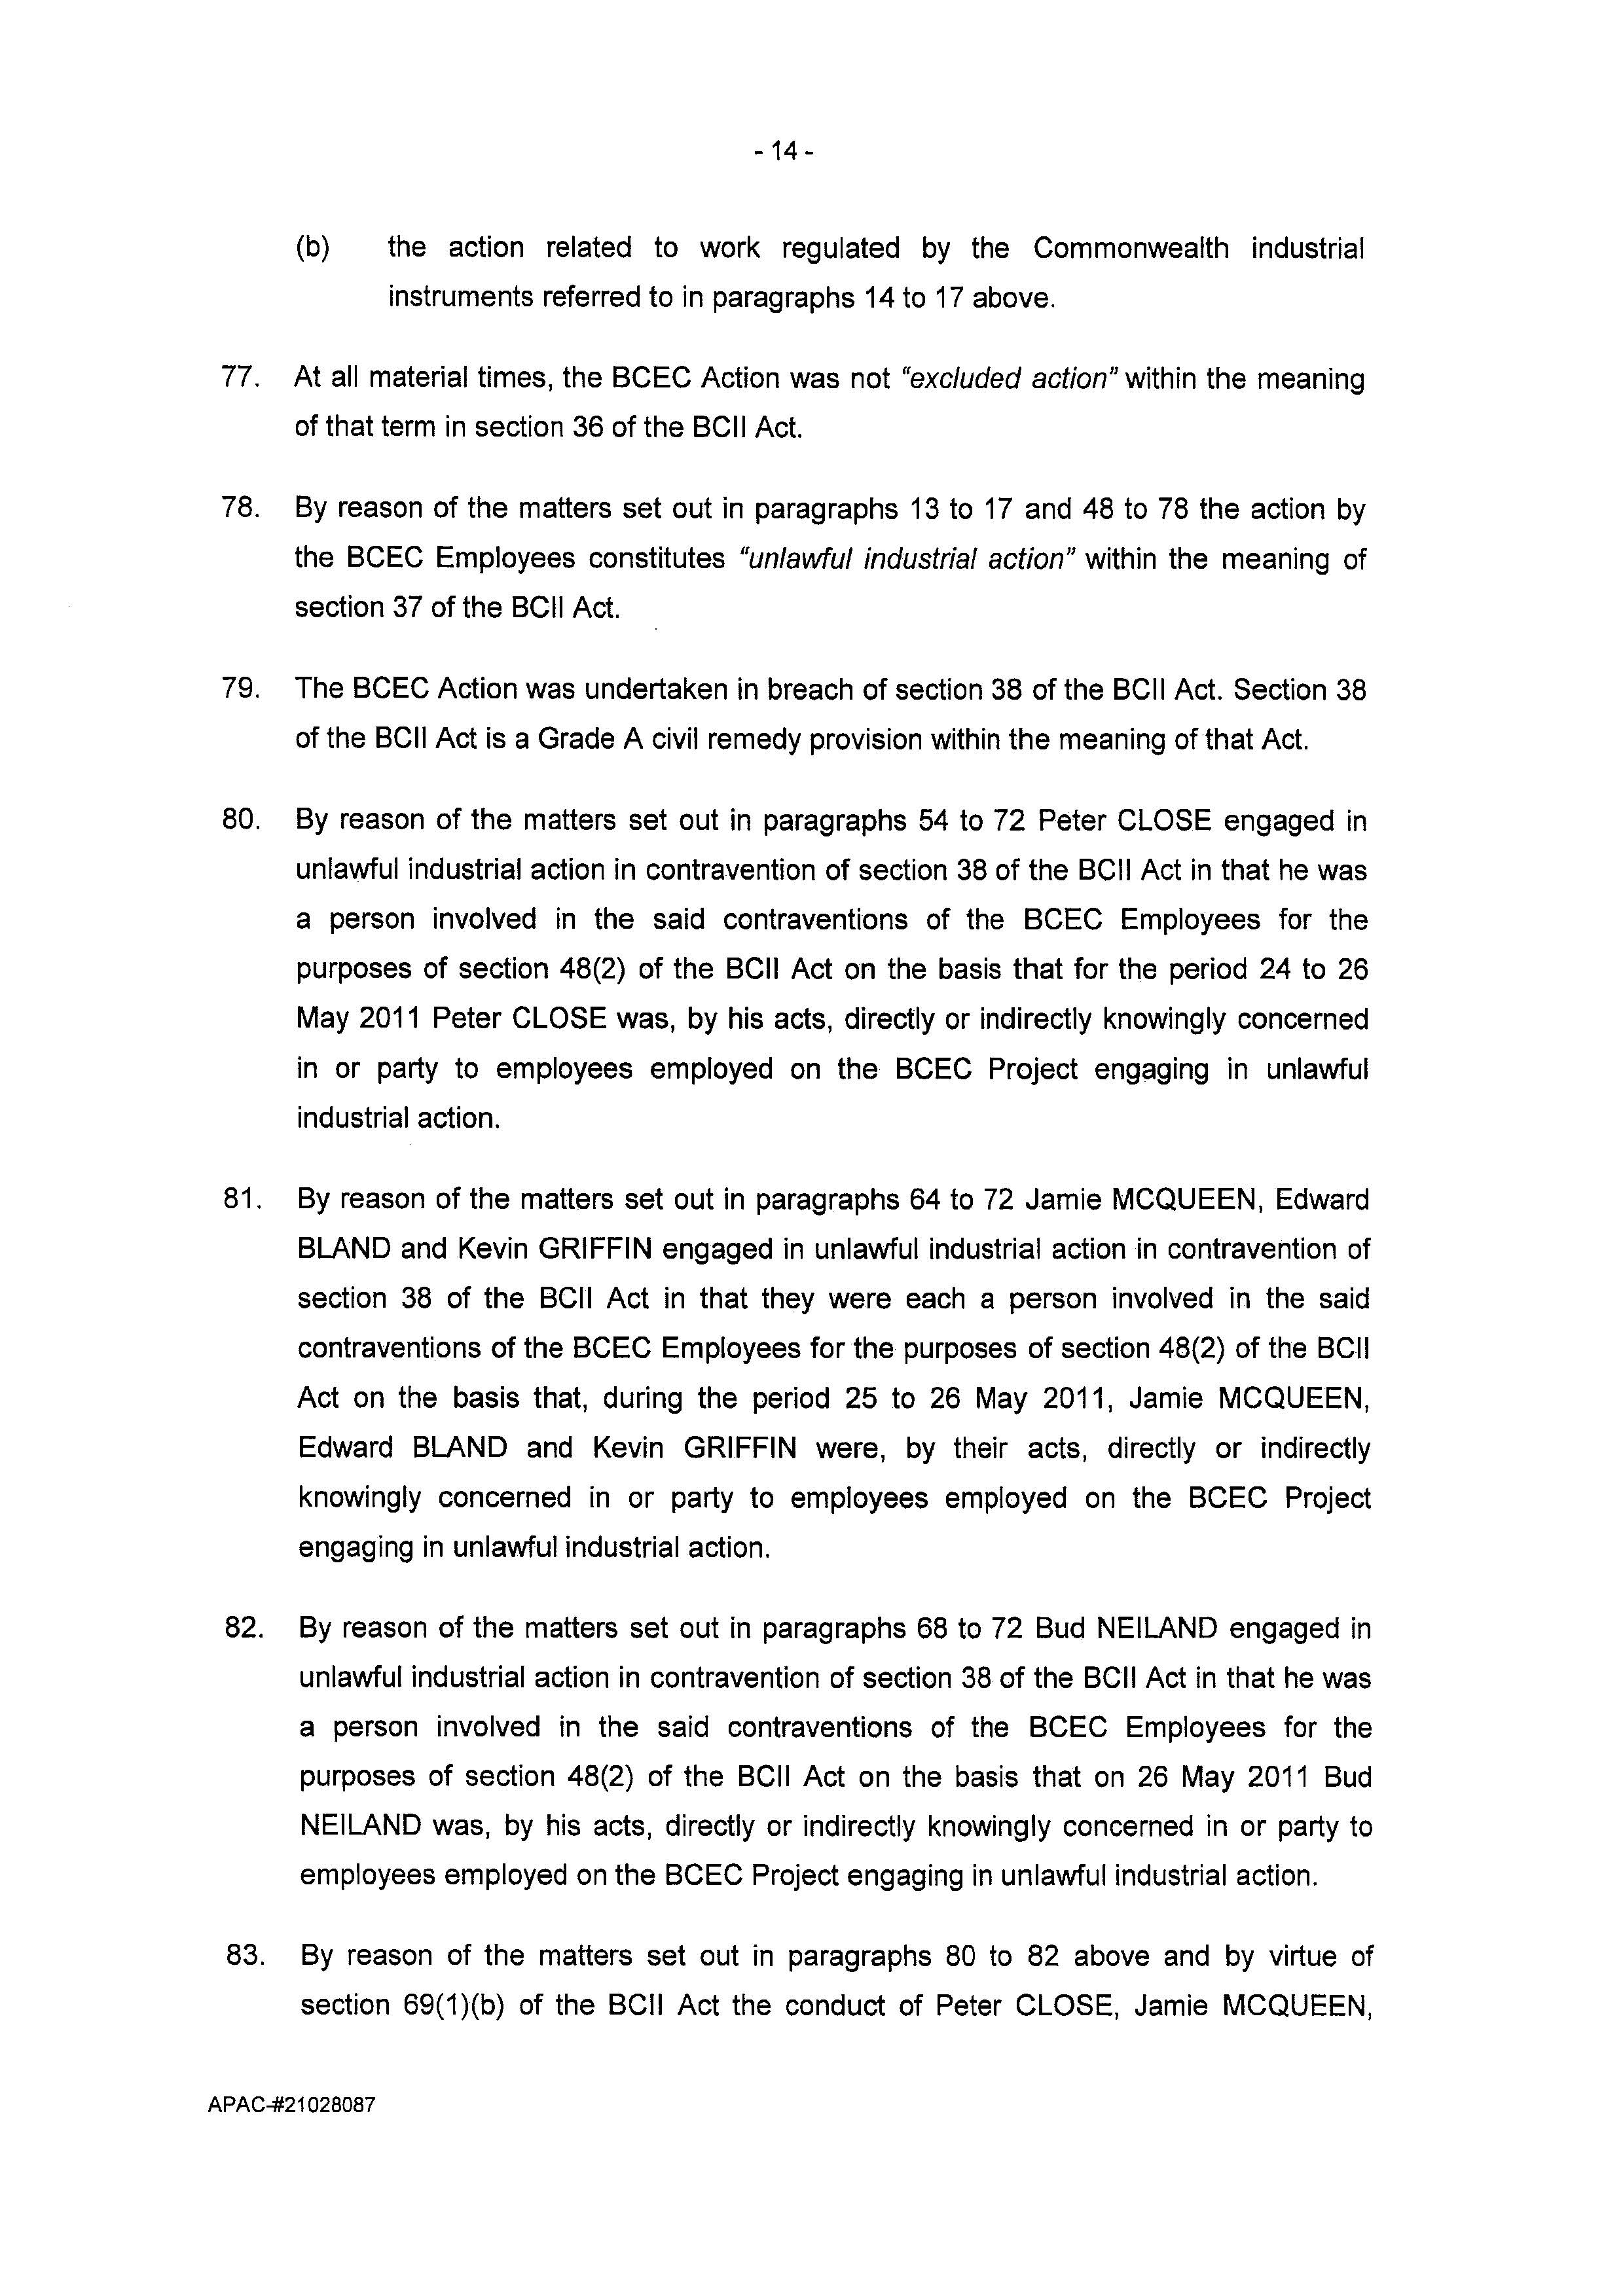 - 14 -
(b) the action related to work regulated by the Commonwealth industrial
instruments referred to in paragraphs 14 to 17 above.
77. At all material times, the BCEC Action was not "excluded action" within the meaning
of that term in section 36 of the BCII Act.
78. By reason of the matters set out in paragraphs 13 to 17 and 48 to 78 the action by
the BCEC Employees constitutes "unlawful industrial action" within the meaning of
section 37 of the BCII Act.
79. The BCEC Action was undertaken in breach of section 38 of the BCII Act. Section 38
of the BCII Act is a Grade A civil remedy provision within the meaning of that Act.
80. By reason of the matters set out in paragraphs 54 to 72 Peter CLOSE engaged in
unlawful industrial action in contravention of section 38 of the BCII Act in that he was
a person involved in the said contraventions of the BCEC Employees for the
purposes of section 48(2) of the BCII Act on the basis that for the period 24 to 26
May 2011 Peter CLOSE was, by his acts, directly or indirectly knowingly concerned
in or party to employees employed on the BCEC Project engaging in unlawful
industrial action.
81. By reason of the matters set out in paragraphs 64 to 72 Jamie MCQUEEN, Edward
BLAND and Kevin GRIFFIN engaged in unlawful industrial action in contravention of
section 38 of the BCII Act in that they were each a person involved in the said
contraventions of the BCEC Employees for the purposes of section 48(2) of the BCII
Act on the basis that, during the period 25 to 26 May 2011, Jamie MCQUEEN,
Edward BLAND and Kevin GRIFFIN were, by their acts, directly or indirectly
knowingly concerned in or party to employees employed on the BCEC Project
engaging in unlawful industrial action.
82. By reason of the matters set out in paragraphs 68 to 72 Bud NEILAND engaged in
unlawful industrial action in contravention of section 38 of the BCII Act in that he was
a person involved in the said contraventions of the BCEC Employees for the
purposes of section 48(2) of the BCII Act on the basis that on 26 May 2011 Bud
NEILAND was, by his acts, directly or indirectly knowingly concerned in or party to
employees employed on the BCEC Project engaging in unlawful industrial action.
83. By reason of the matters set out in paragraphs 80 to 82 above and by virtue of
section 69(1)(b) of the BCII Act the conduct of Peter CLOSE, Jamie MCQUEEN,
APAC-#21028087